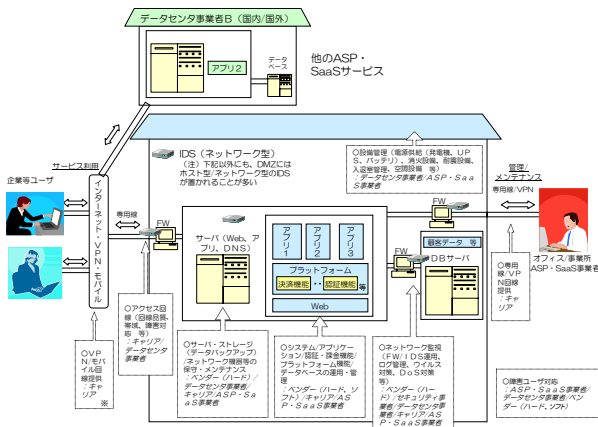 データセンタ事業者B（国内/国外）
アプリ2
データ
ベース
他のASP・
SaaSサービス
IDS（ネットワーク型）
（注）下記以外にも、DMZには
ホスト型/ネットワーク型のIDS
が置かれることが多い
○設備管理（電源供給（発電機、UP
S、バッテリ）、消火設備、耐震設備、
入退室管理、空調設備 等）
：データセンタ事業者/ASP・Saa
S事業者
サービス利用
企業等ユーザ
インターネット・VPN・モバイル
専用線
FW
サーバ（Web、ア
プリ、DNS）
アプリ1
アプリ2
アプリ3
プラットフォーム
決済機能
・・
認証機能
等
Web
FW
FW
顧客データ 等
DBサーバ
管理/
メンテナンス
専用線/VPN
オフィス/事業所
ASP・SaaS事業者
○専用
線/VP
N回線
提供
：キャ
リア
○アクセス回
線（回線品質、
帯域、障害対
応 等）
：キャリア/
データセンタ
事業者
○VP
N/モバ
イル回線
提供
：キャ
リア
※
○サーバ・ストレージ
（データバックアップ）
/ネットワーク機器等の
保守・メンテナンス
：ベンダー（ハード）/
データセンタ事業者/
キャリア/ASP・Sa
aS事業者
○システム/アプリケー
ション/認証・課金機能/
プラットフォーム機能/
データベースの運用・管
理
：ベンダー（ハード、ソ
フト）/キャリア/AS
P・SaaS事業者
○ネットワーク監視
（FW/IDS運用、
ログ管理、ウイルス
対策、DoS対策
等）
：ベンダー（ハー
ド）/セキュリティ事
業者/データセンタ事
業者/キャリア/AS
P・SaaS事業者
○障害ユーザ対応
：ASP・SaaS事業者/
データセンタ事業者/ベン
ダー（ハード、ソフト）